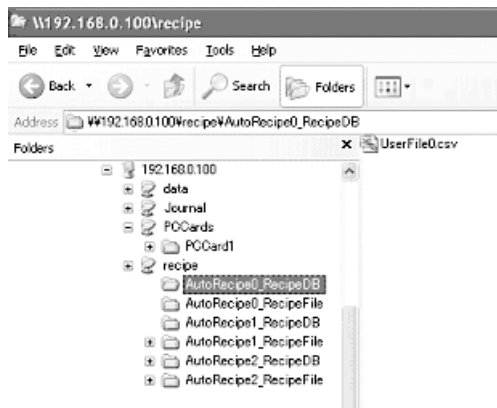 \\192.168.0.100\recipe
File Edit View Favorites Tools Help
Back Search Folders
Address ￦￦192.168.0.100￦recipe￦AutoRecipe0_RecipeDB
Folders
UserFile0.csv
192.168.0.100
data
Journal
PCCards
PCCard1
recipe
AutoRecipe0_RecipeDB
AutoRecipe0_RecipeFile
AutoRecipe1_RecipeDB
AutoRecipe1_RecipeFile
AutoRecipe2_RecipeDB
AutoRecipe2_RecipeFile